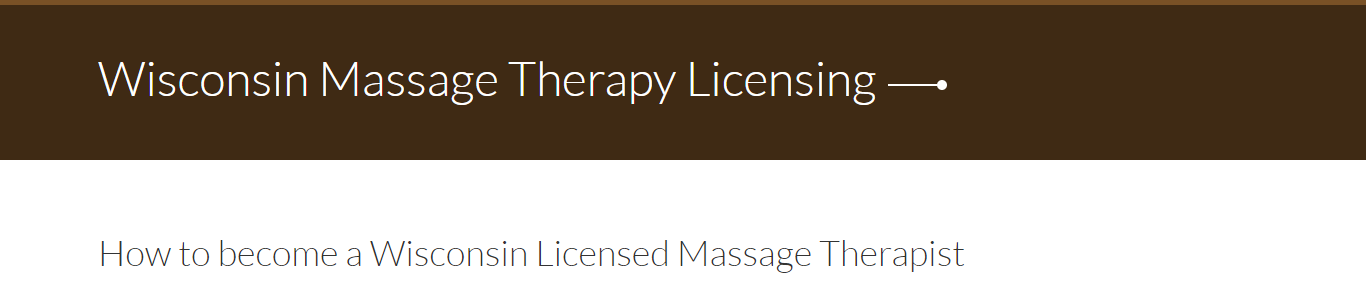 Wisconsin Massage Therapy Licensing
How to become a Wisconsin Licensed Massage Therapist